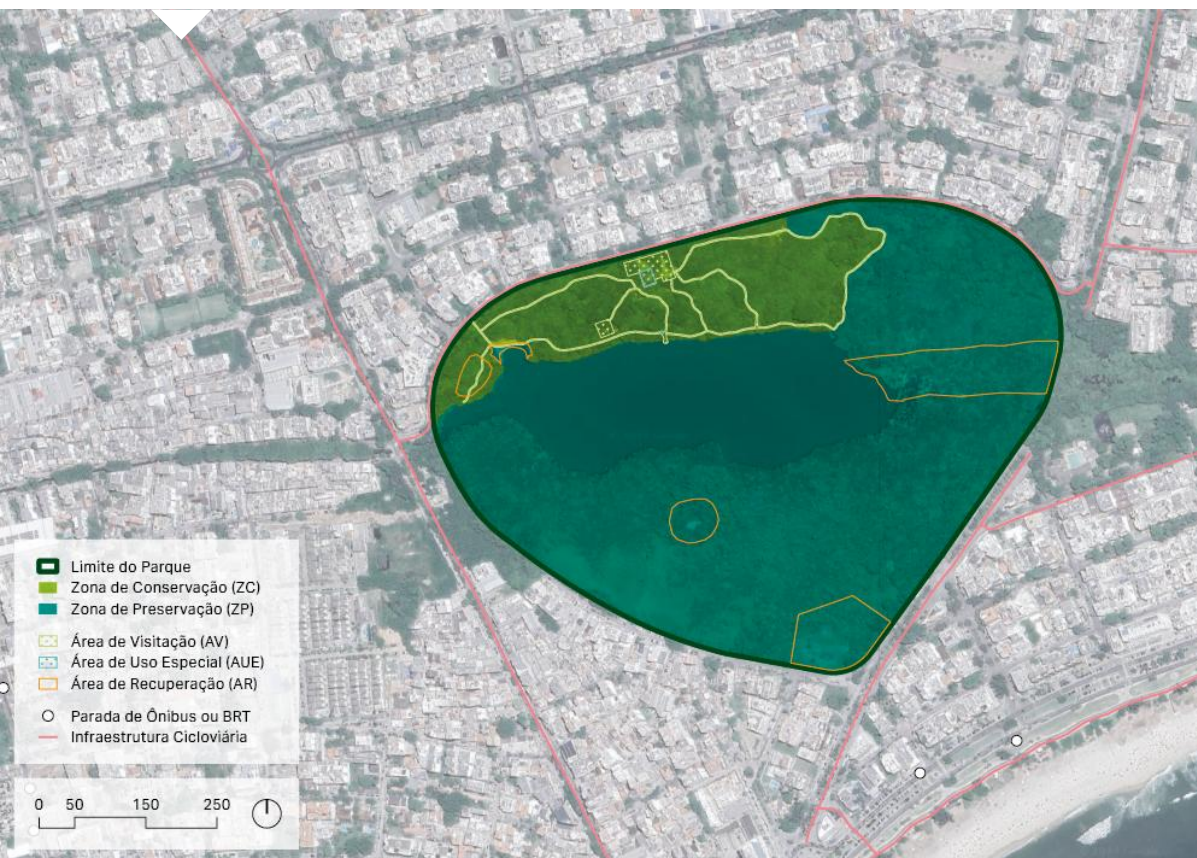 Limite do Parque
Zona de Conservação (ZC)
Zona de Preservação (ZP)
Área de Visitação (AV)
Área de Uso Especial (AUE)
Área de Recuperação (AR)
Parada de Ônibus ou BRT
Infraestrutura Cicloviária
0 50 150 250